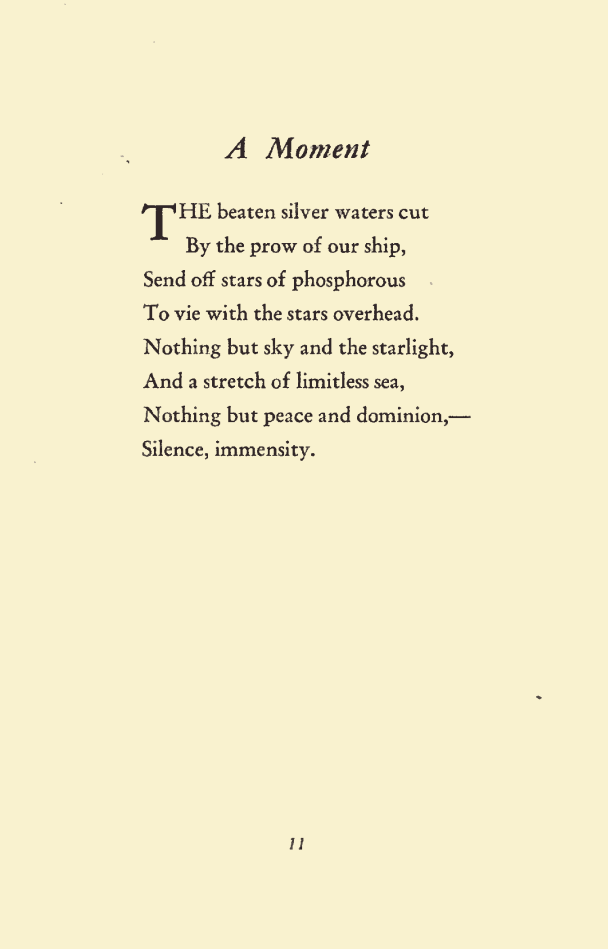 A Moment
THE beaten silver waters cut
By the prow of our ship,
Send off stars of phosphorous
To vie with the stars overhead.
Nothing but sky and the starlight,
And a stretch of limitless sea,
Nothing but peace and dominion,—
Silence, immensity.
11